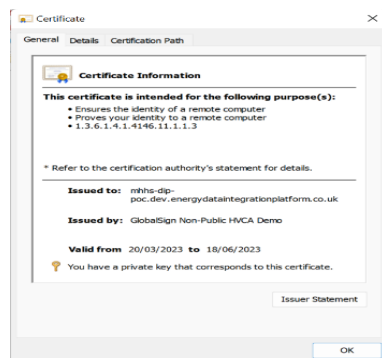 Certificate
General Details Certification Path
Certificate Information
This certificate is intended for the following purpose(s):
• Ensures the identity of a remote computer
• Proves your identity to a remote computer
• 1.3.6.1.4.1.4146.11.1.1.3
* Refer to the certification authority's statement for details.
Issued to: mhhs-dip-
poc.dev.energydataintegrationplatform.co.uk
Issued by: GlobalSign Non-Public HVCA Demo
Valid from 20/03/2023 to 18/06/2023
You have a private key that corresponds to this certificate.
Issuer Statement
OK